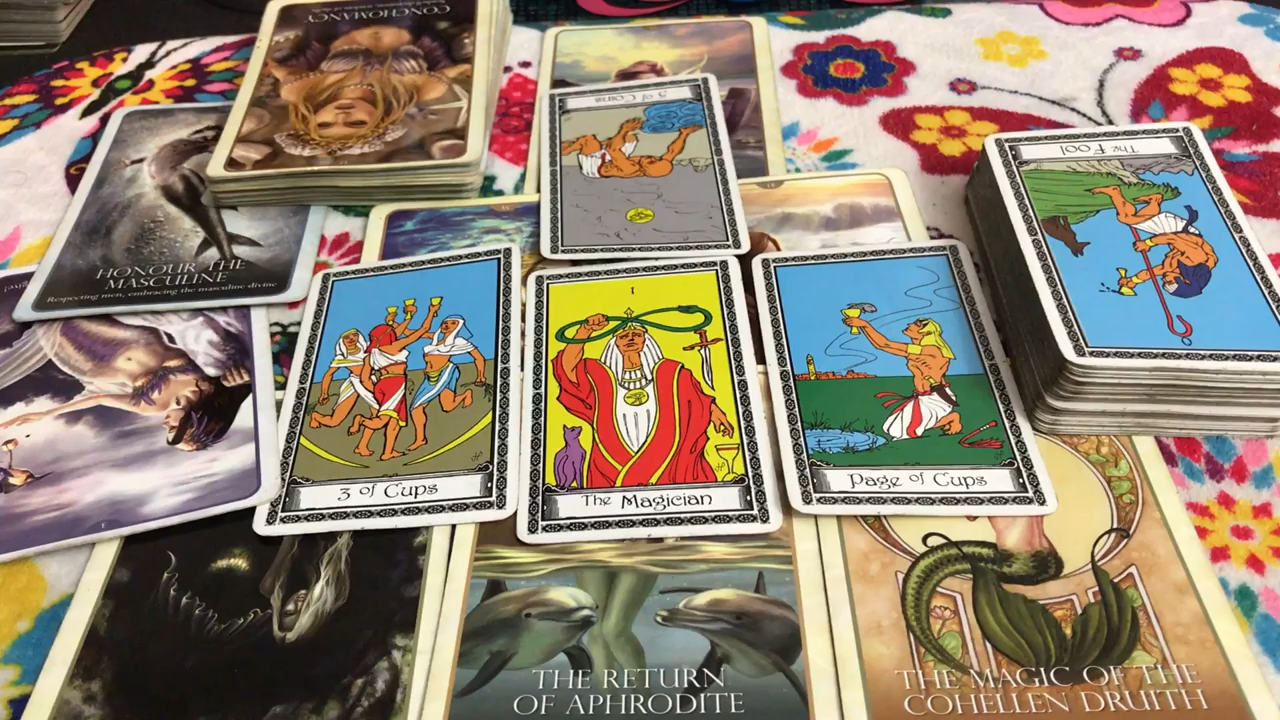 CONCHOMANCY
5 of Coins
The Fool
HONOUR THE
MASCULINE
Respecting men, embracing the masculine divine
I
3 of Cups
The Magician
Page of Cups
THE RETURN
OF APHRODITE
THE MAGIC OF THE
COHELLEN DRUITH